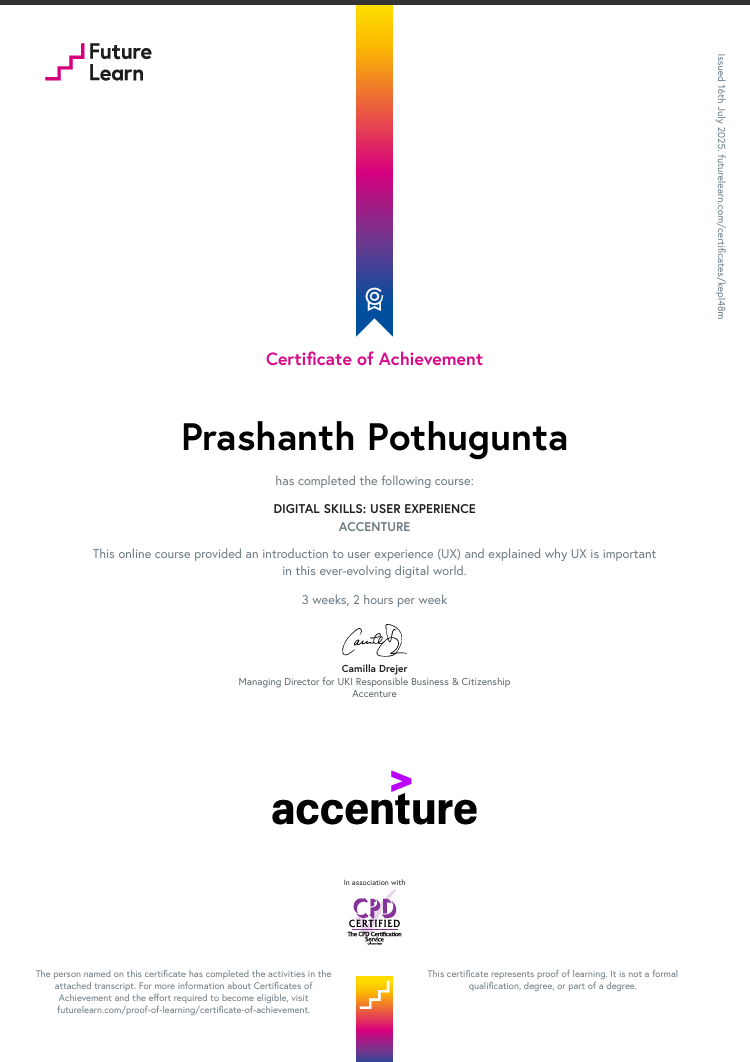 Future
Learn
Issued 16th July 2025. futurelearn.com/certificates/kepl48m
Certificate of Achievement
Prashanth Pothugunta
has completed the following course:
DIGITAL SKILLS: USER EXPERIENCE
ACCENTURE
This online course provided an introduction to user experience (UX) and explained why UX is important
in this ever-evolving digital world.
3 weeks, 2 hours per week
Camilla Drejer
Managing Director for UKI Responsible Business & Citizenship
Accenture
accenture
In association with
CPD
CERTIFIED
The CPD Certification
Service
The person named on this certificate has completed the activities in the
attached transcript. For more information about Certificates of
Achievement and the effort required to become eligible, visit
futurelearn.com/proof-of-learning/certificate-of-achievement.
This certificate represents proof of learning. It is not a formal
qualification, degree, or part of a degree.